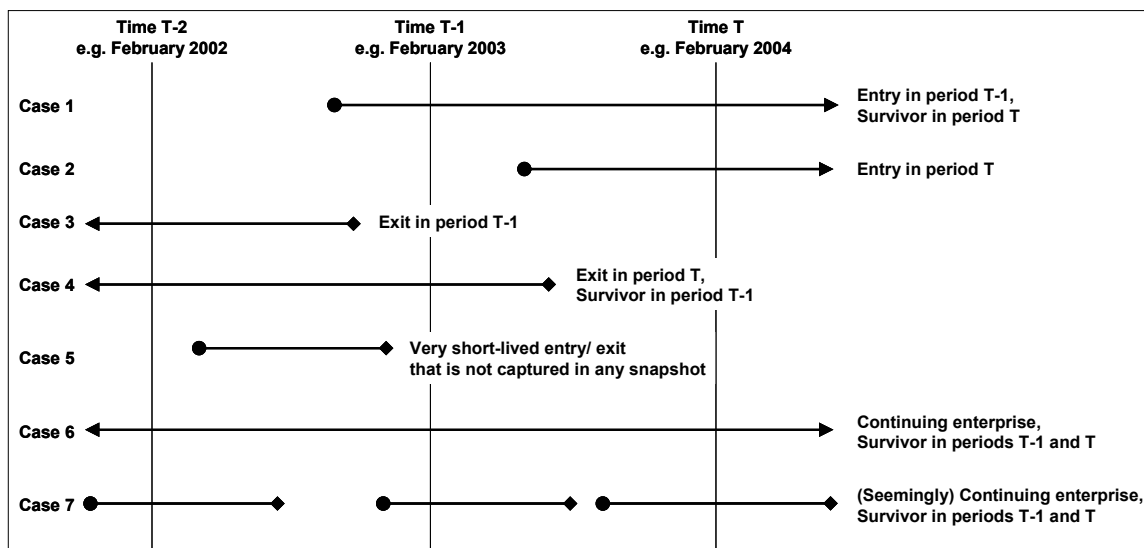 Time T-2
e.g. February 2002
Time T-1
e.g. February 2003
Time T
e.g. February 2004
Case 1
Entry in period T-1,
Survivor in period T
Case 2
Entry in period T
Case 3
Exit in period T-1
Case 4
Exit in period T,
Survivor in period T-1
Case 5
Very short-lived entry/ exit
that is not captured in any snapshot
Case 6
Continuing enterprise,
Survivor in periods T-1 and T
Case 7
(Seemingly) Continuing enterprise,
Survivor in periods T-1 and T